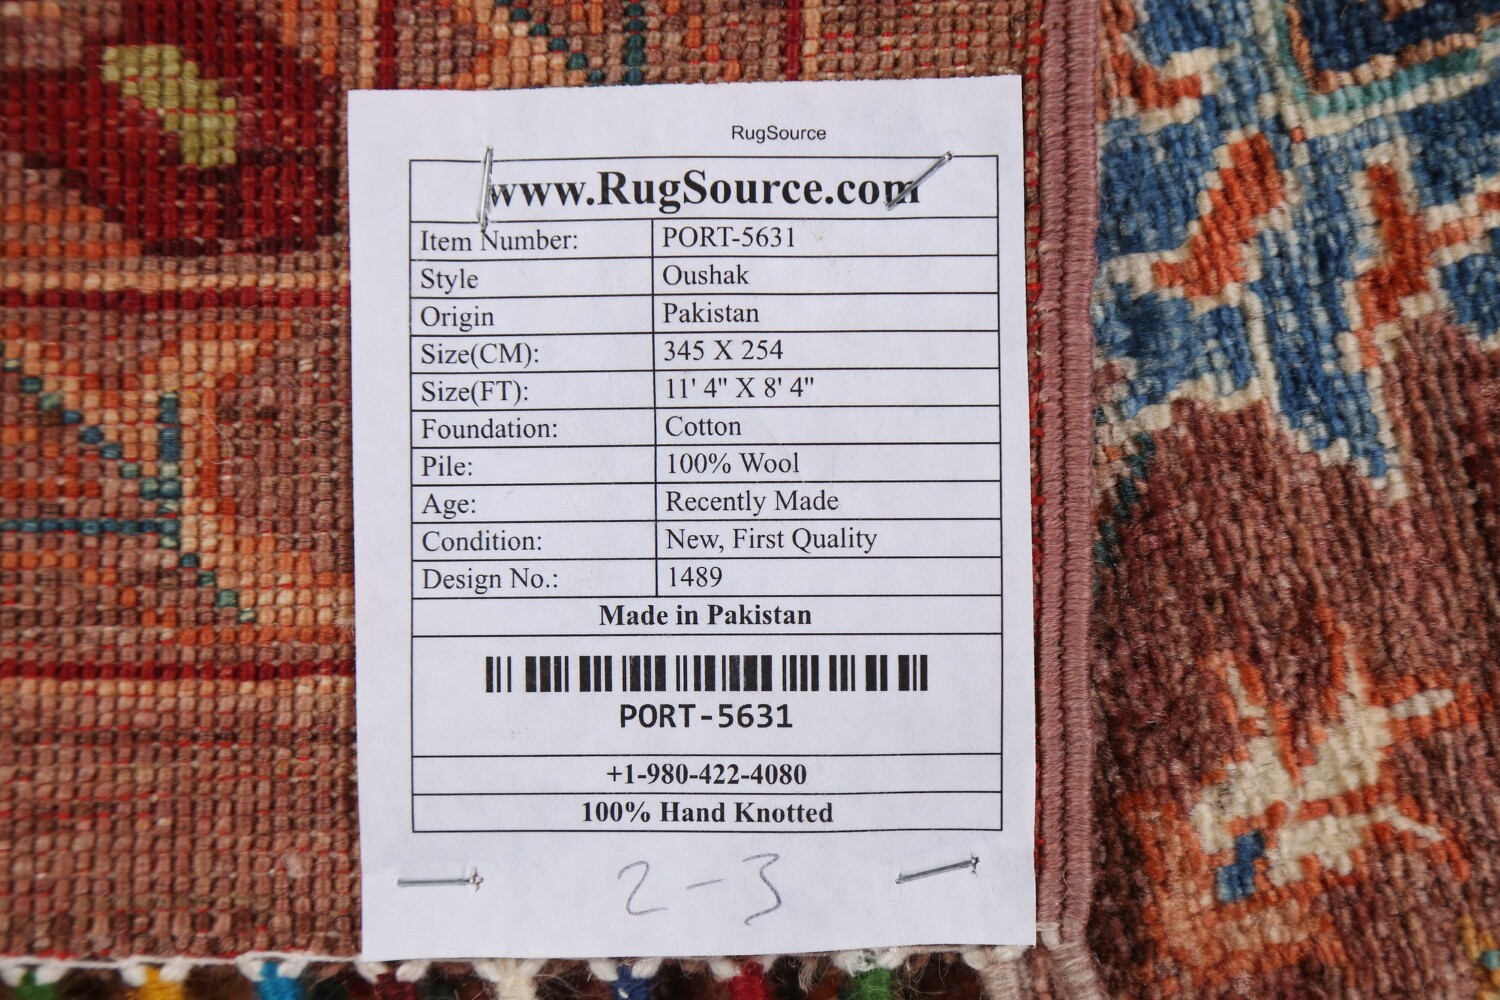 RugSource
www.RugSource.com
Item Number: PORT-5631
Style Oushak
Origin Pakistan
Size(CM): 345 X 254
Size(FT): 11' 4" X 8' 4"
Foundation: Cotton
Pile: 100% Wool
Age: Recently Made
Condition: New, First Quality
Design No.: 1489
Made in Pakistan
PORT-5631
+1-980-422-4080
100% Hand Knotted
2-3